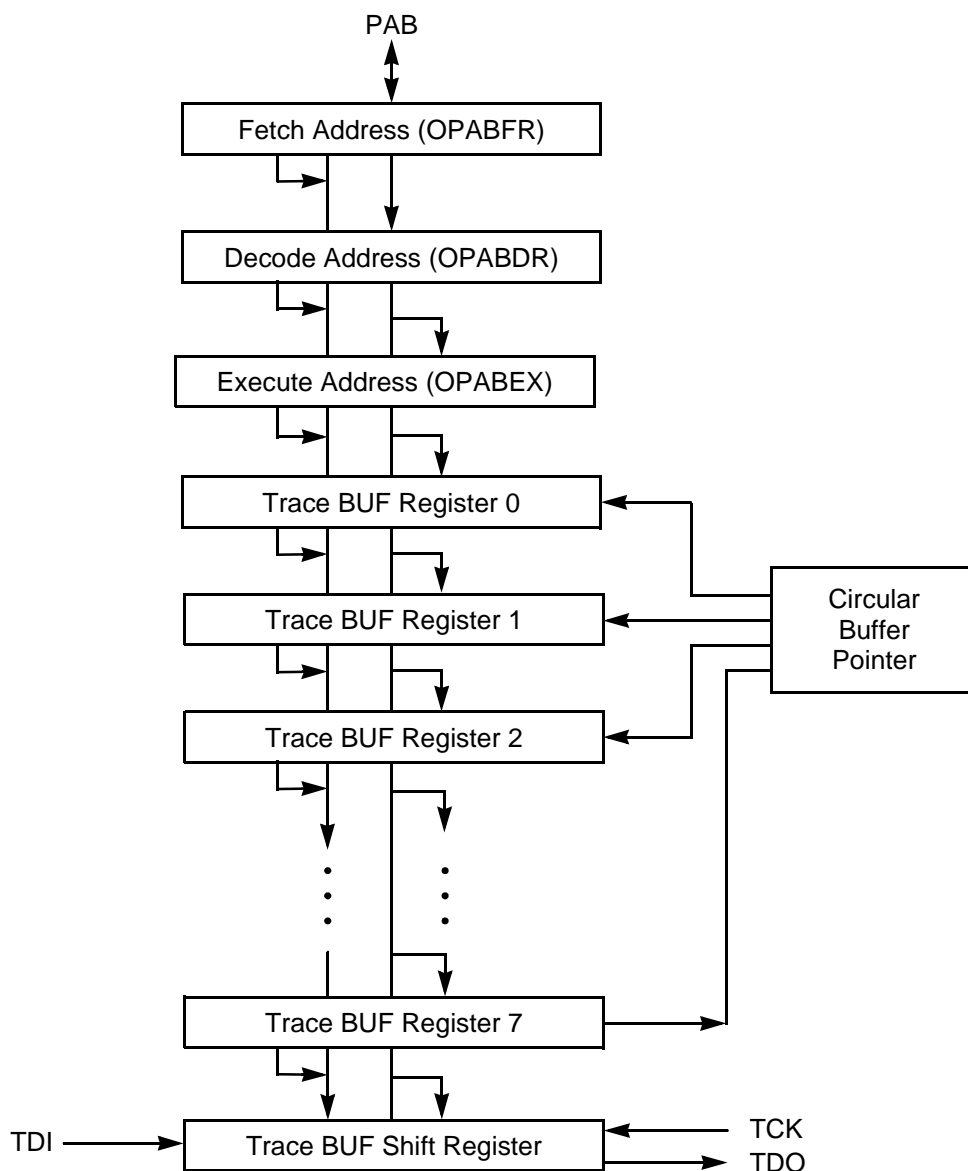 PAB
Fetch Address (OPABFR)
Decode Address (OPABDR)
Execute Address (OPABEX)
Trace BUF Register 0
Trace BUF Register 1
Circular
Buffer
Pointer
Trace BUF Register 2
Trace BUF Register 7
TDI
Trace BUF Shift Register
TCK
TDO